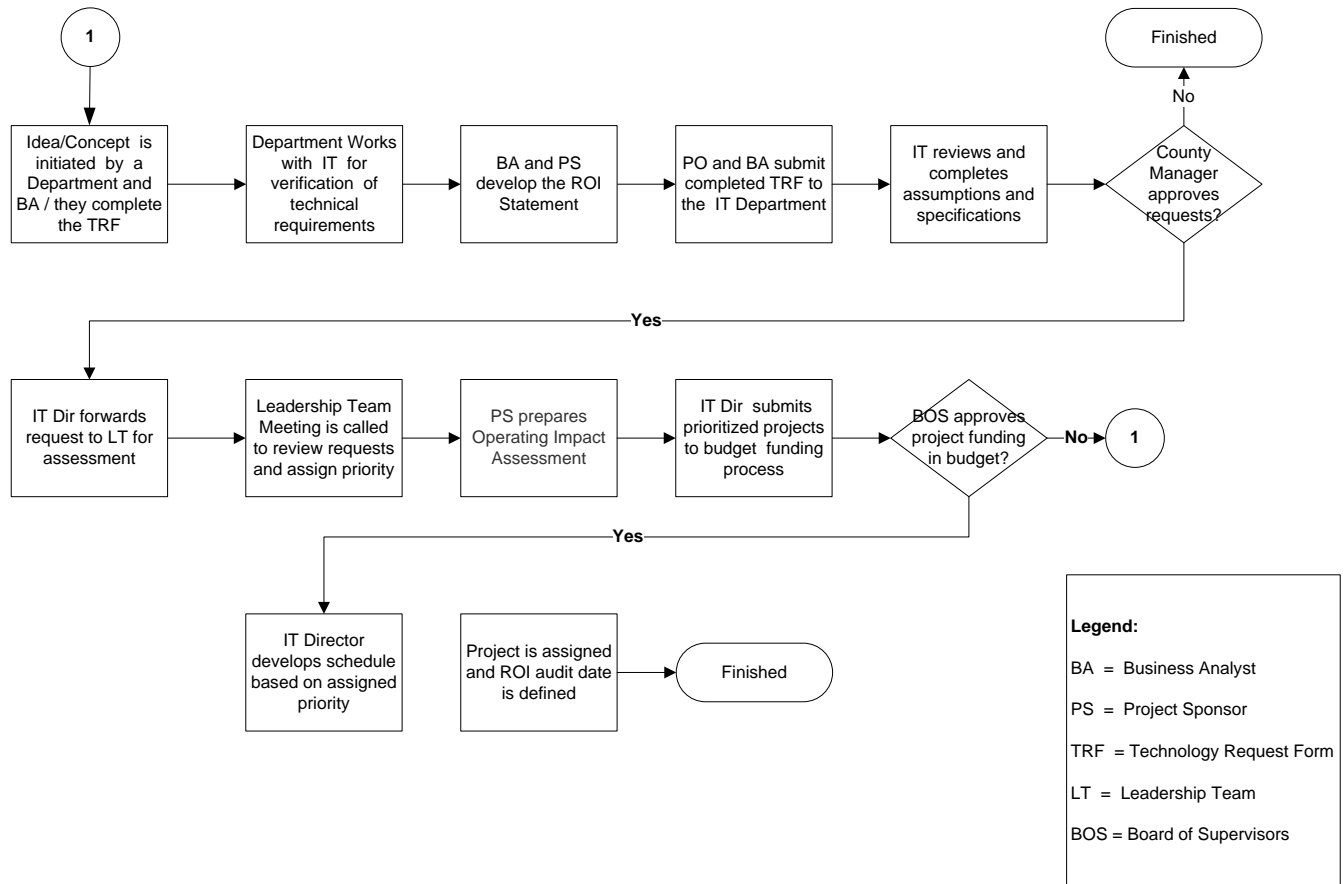 1
Finished
No
Idea/Concept is
initiated by a
Department and
BA / they complete
the TRF
Department Works
with IT for
verification of
technical
requirements
BA and PS
develop the ROI
Statement
PO and BA submit
completed TRF to
the IT Department
IT reviews and
completes
assumptions and
specifications
County
Manager
approves
requests?
Yes
IT Dir forwards
request to LT for
assessment
Leadership Team
Meeting is called
to review requests
and assign priority
PS prepares
Operating Impact
Assessment
IT Dir submits
prioritized projects
to budget funding
process
BOS approves
project funding
in budget?
No
1
Yes
IT Director
develops schedule
based on assigned
priority
Project is assigned
and ROI audit date
is defined
Finished
Legend:
BA = Business Analyst
PS = Project Sponsor
TRF = Technology Request Form
LT = Leadership Team
BOS = Board of Supervisors